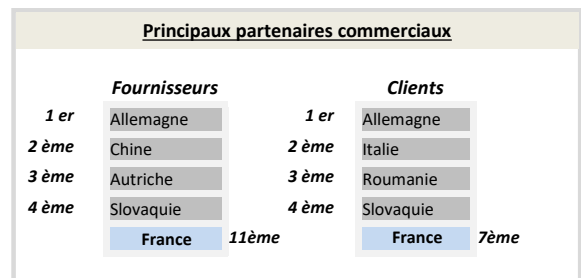 Principaux partenaires commerciaux
Fournisseurs Clients
1 er Allemagne 1 er Allemagne
2 ème Chine 2 ème Italie
3 ème Autriche 3 ème Roumanie
4 ème Slovaquie 4 ème Slovaquie
France 11ème France 7ème